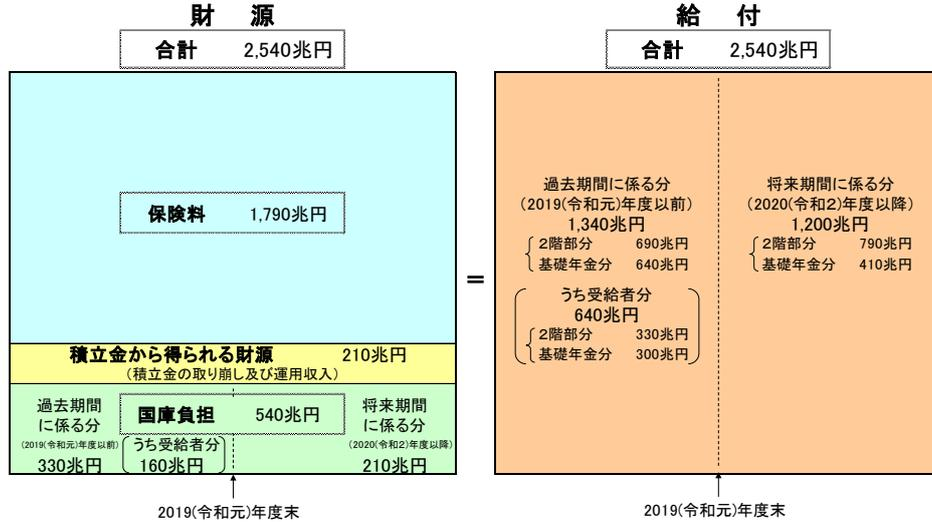 財　源
合計　2,540兆円
保険料　1,790兆円
積立金から得られる財源　210兆円
(積立金の取り崩し及び運用収入)
国庫負担　540兆円
過去期間
に係る分
(2019(令和元)年度以前)
330兆円
うち受給者分
160兆円
将来期間
に係る分
(2020(令和2)年度以降)
210兆円
2019(令和元)年度末
=
給　付
合計　2,540兆円
過去期間に係る分
(2019(令和元)年度以前)
1,340兆円
2階部分　690兆円
基礎年金分　640兆円
うち受給者分
640兆円
2階部分　330兆円
基礎年金分　300兆円
将来期間に係る分
(2020(令和2)年度以降)
1,200兆円
2階部分　790兆円
基礎年金分　410兆円
2019(令和元)年度末